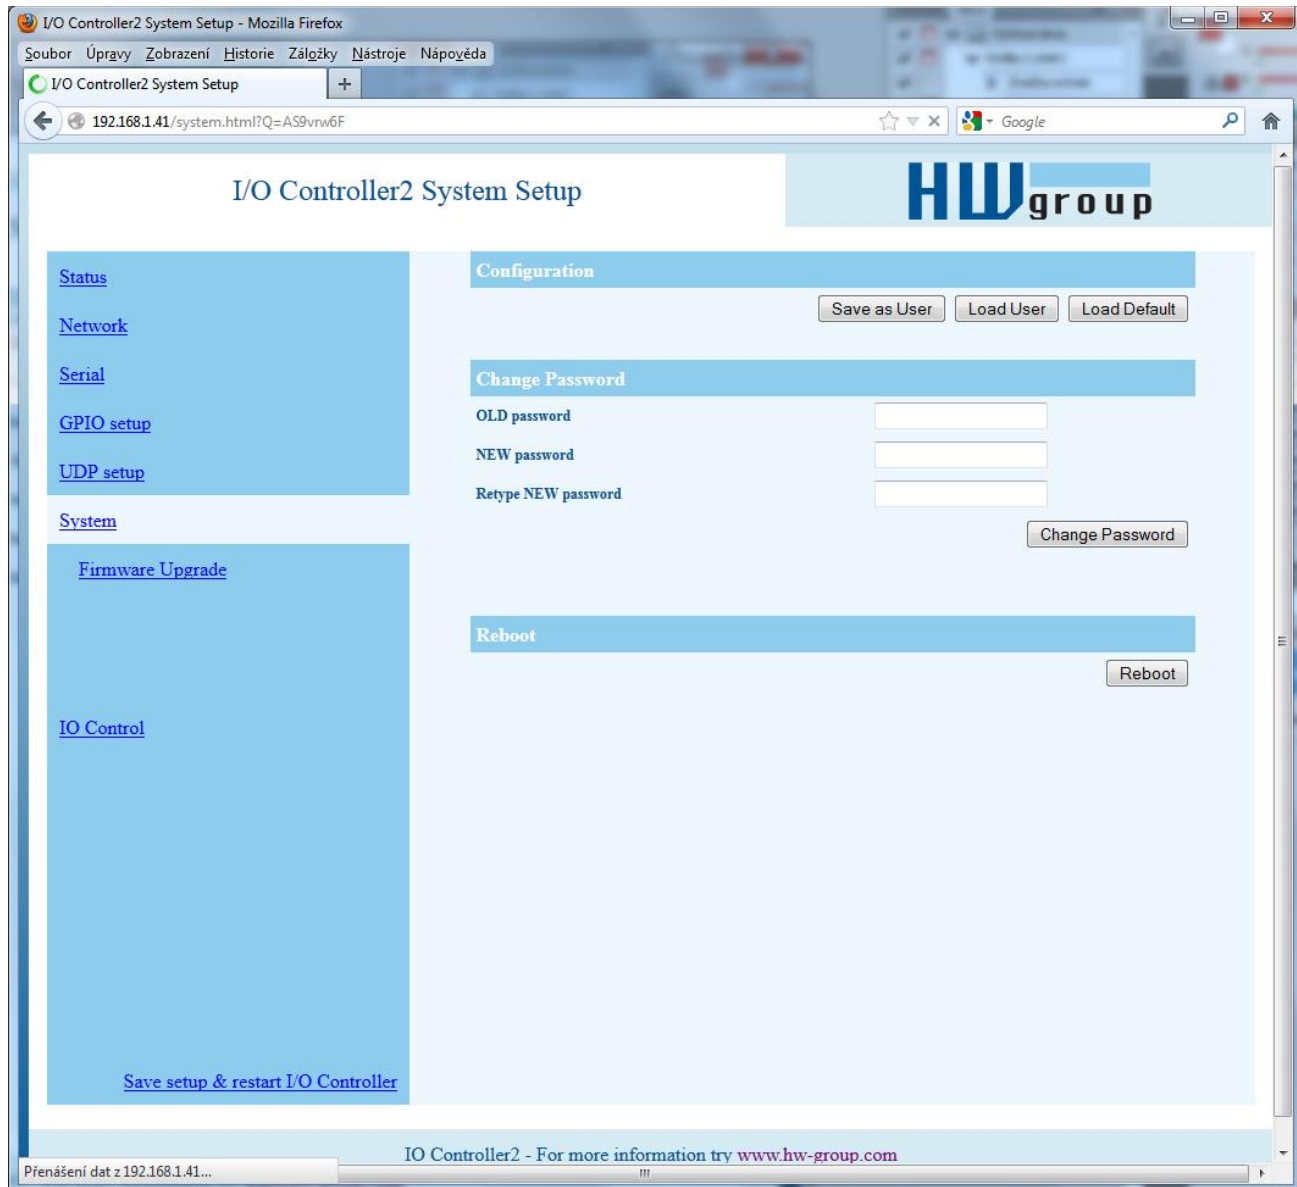 I/O Controller2 System Setup - Mozilla Firefox
Soubor Úpravy Zobrazení Historie Záložky Nástroje Nápověda
I/O Controller2 System Setup
192.168.1.41/system.html?Q=AS9vrw6F
Google
I/O Controller2 System Setup
HWgroup
Status
Network
Serial
GPIO setup
UDP setup
System
Firmware Upgrade
IO Control
Save setup & restart I/O Controller
Configuration
Save as User Load User Load Default
Change Password
OLD password
NEW password
Retype NEW password
Change Password
Reboot
Reboot
IO Controller2 - For more information try www.hw-group.com
Přenášení dat z 192.168.1.41...